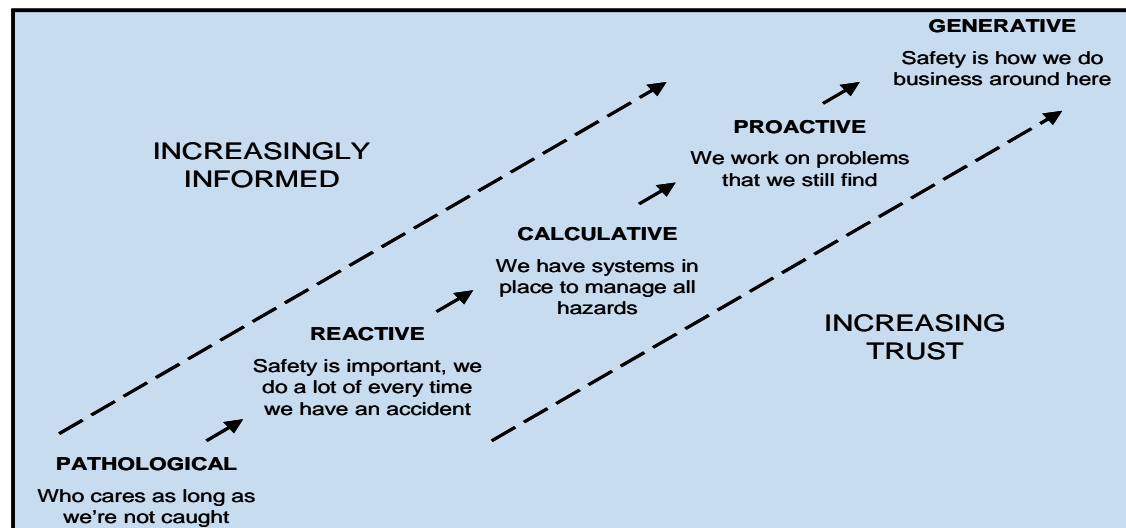 GENERATIVE
Safety is how we do
business around here
PROACTIVE
We work on problems
that we still find
INCREASINGLY
INFORMED
CALCULATIVE
We have systems in
place to manage all
hazards
REACTIVE
Safety is important, we
do a lot of every time
we have an accident
INCREASING
TRUST
PATHOLOGICAL
Who cares as long as
we're not caught